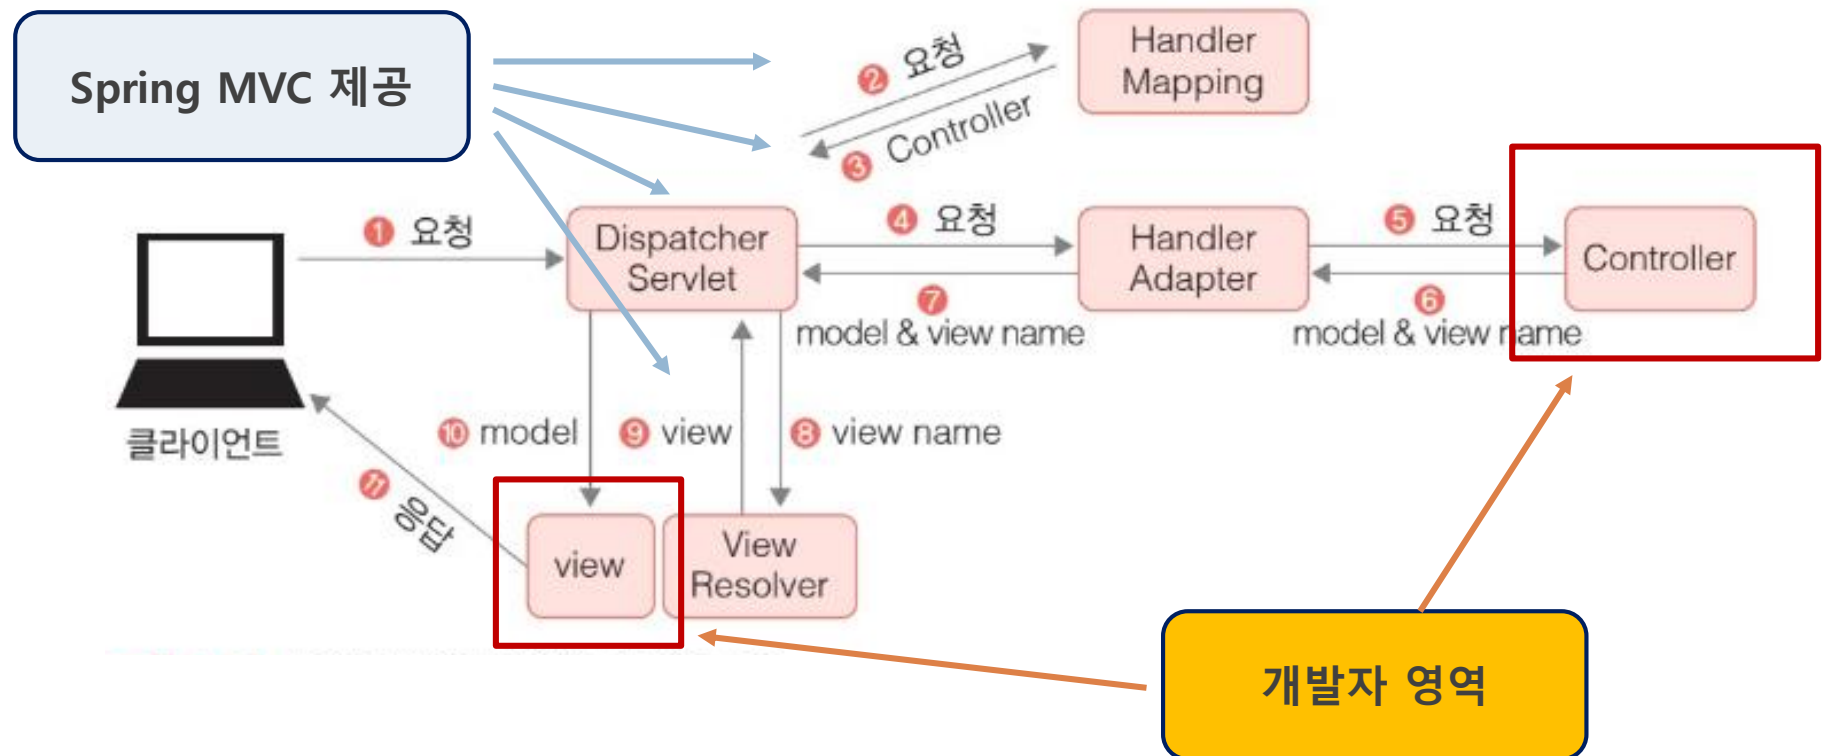 Spring MVC 제공
❷ 요청
Handler
Mapping
❸ Controller
❶ 요청
Dispatcher
Servlet
❹ 요청
Handler
Adapter
❺ 요청
Controller
❼
model & view name
❻
model & view name
클라이언트
❿ model
❾ view
❽ view name
⓫ 응답
view
View
Resolver
개발자 영역